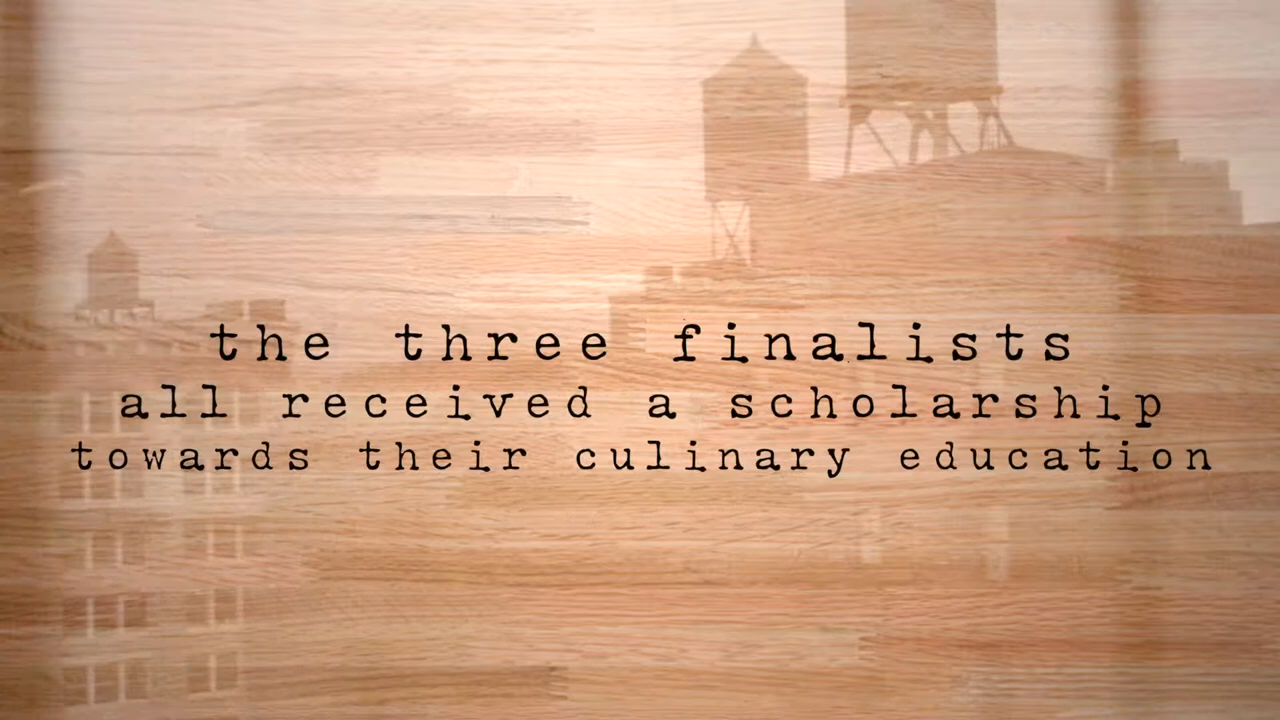 the three finalists
all received a scholarship
towards their culinary education